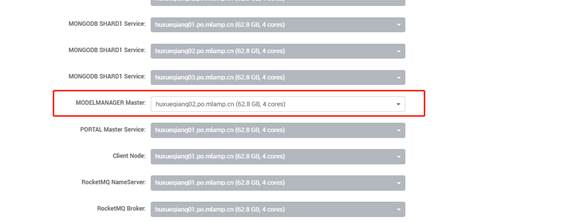 MONGODB SHARD1 Service: huxueqiang01.po.mlamp.cn (62.8 GB, 4 cores)
MONGODB SHARD1 Service: huxueqiang02.po.mlamp.cn (62.8 GB, 4 cores)
MONGODB SHARD1 Service: huxueqiang03.po.mlamp.cn (62.8 GB, 4 cores)
MODELMANAGER Master: huxueqiang02.po.mlamp.cn (62.8 GB, 4 cores)
PORTAL Master Service: huxueqiang01.po.mlamp.cn (62.8 GB, 4 cores)
Client Node: huxueqiang01.po.mlamp.cn (62.8 GB, 4 cores)
RocketMQ NameServer: huxueqiang01.po.mlamp.cn (62.8 GB, 4 cores)
RocketMQ Broker: huxueqiang01.po.mlamp.cn (62.8 GB, 4 cores)